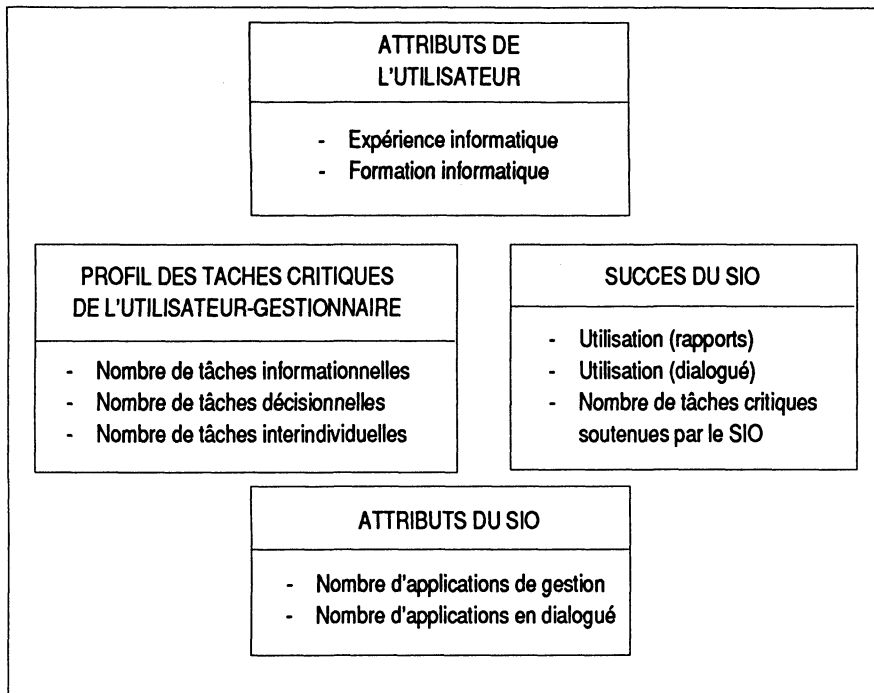 ATTRIBUTS DE
L'UTILISATEUR
- Expérience informatique
- Formation informatique
PROFIL DES TACHES CRITIQUES
DE L'UTILISATEUR-GESTIONNAIRE
- Nombre de tâches informationnelles
- Nombre de tâches décisionnelles
- Nombre de tâches interindividuelles
SUCCES DU SIO
- Utilisation (rapports)
- Utilisation (dialogué)
- Nombre de tâches critiques
soutenues par le SIO
ATTRIBUTS DU SIO
- Nombre d'applications de gestion
- Nombre d'applications en dialogué